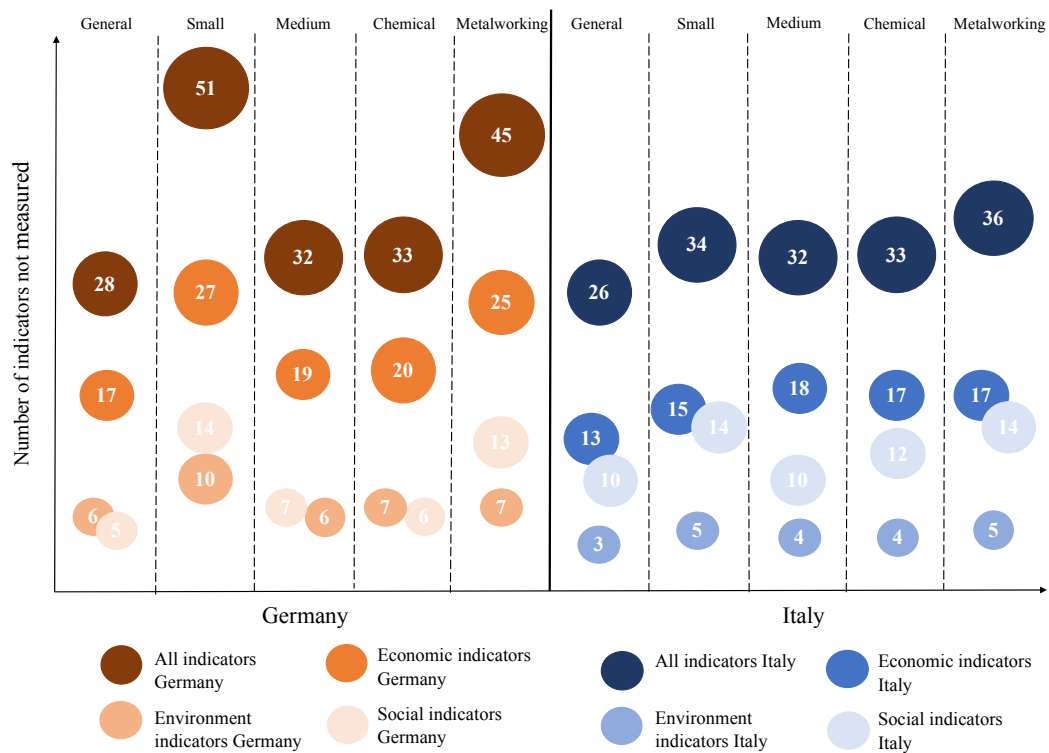 General Small Medium Chemical Metalworking General Small Medium Chemical Metalworking
Number of indicators not measured
51
45
36
34
32 33 32 33
28 27 25 26
20
17 19 18 17 17
15
14 14 14
13 13
12
10 10 10
6 5 7 6 7 6 7
3 5 4 4 5
Germany Italy
All indicators
Germany
Economic indicators
Germany
Environment
indicators Germany
Social indicators
Germany
All indicators Italy
Economic indicators
Italy
Environment
indicators Italy
Social indicators
Italy